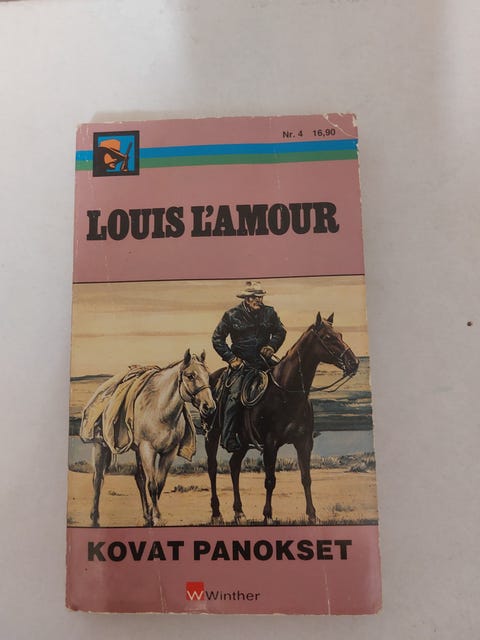 Nr. 4 16,90
LOUIS L'AMOUR
KOVAT PANOKSET
W Winther